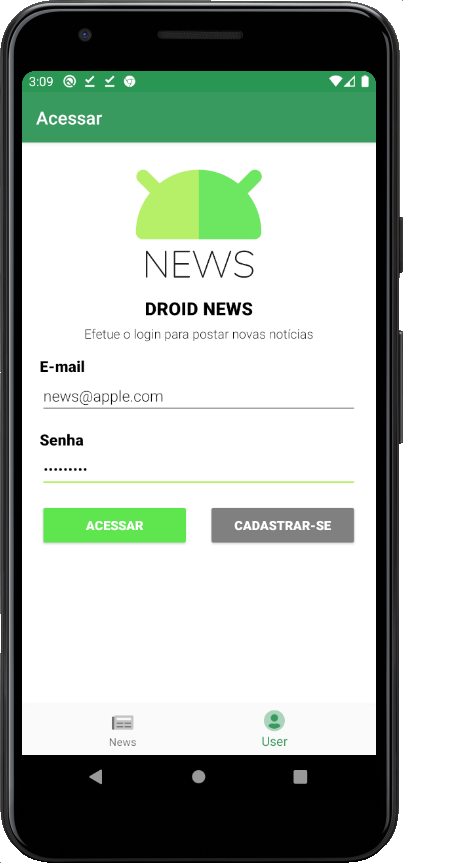 3:09
Acessar
NEWS
DROID NEWS
Efetue o login para postar novas notícias
E-mail
news@apple.com
Senha
•••••••••
ACESSAR
CADASTRAR-SE
News
User